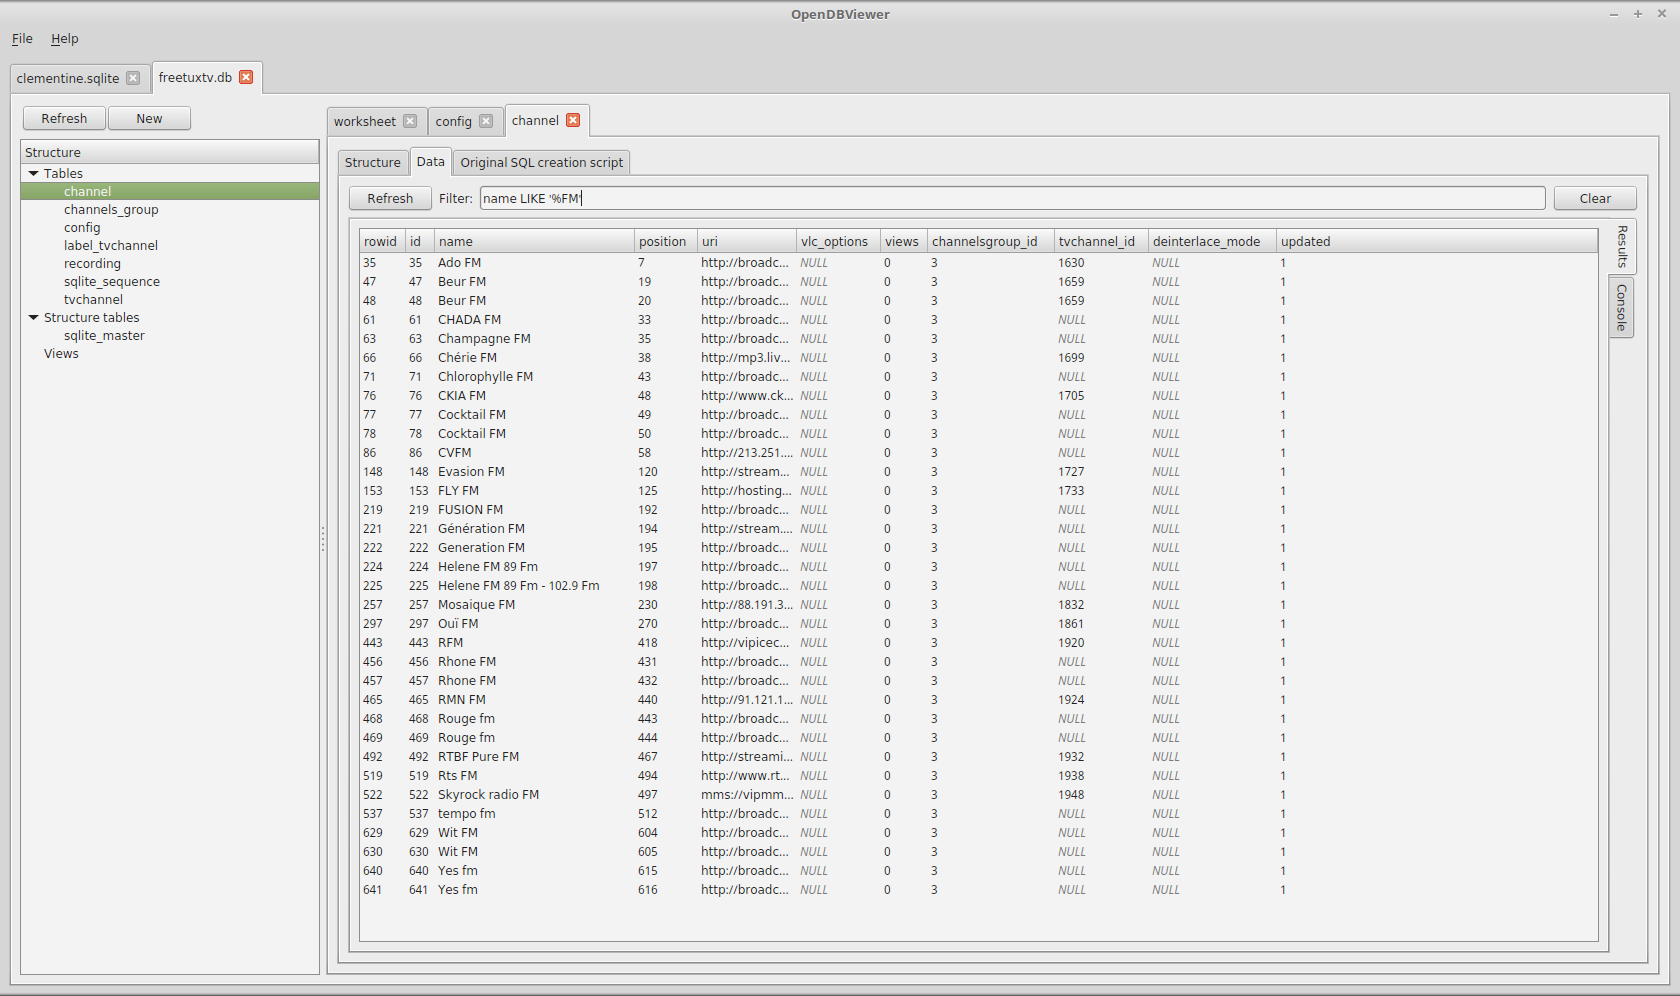 OpenDBViewer
File Help
clementine.sqlite freetuxtv.db
Refresh New
Structure
Tables
channel
channels_group
config
label_tvchannel
recording
sqlite_sequence
tvchannel
Structure tables
sqlite_master
Views
worksheet config channel
Structure Data Original SQL creation script
Refresh Filter: name LIKE '%FM' Clear
rowid id name position uri vlc_options views channelsgroup_id tvchannel_id deinterlace_mode updated
35 35 Ado FM 7 http://broadc... NULL 0 3 1630 NULL 1
47 47 Beur FM 19 http://broadc... NULL 0 3 1659 NULL 1
48 48 Beur FM 20 http://broadc... NULL 0 3 1659 NULL 1
61 61 CHADA FM 33 http://broadc... NULL 0 3 NULL NULL 1
63 63 Champagne FM 35 http://broadc... NULL 0 3 NULL NULL 1
66 66 Chérie FM 38 http://mp3.liv... NULL 0 3 1699 NULL 1
71 71 Chlorophylle FM 43 http://broadc... NULL 0 3 NULL NULL 1
76 76 CKIA FM 48 http://www.ck... NULL 0 3 1705 NULL 1
77 77 Cocktail FM 49 http://broadc... NULL 0 3 NULL NULL 1
78 78 Cocktail FM 50 http://broadc... NULL 0 3 NULL NULL 1
86 86 CVFM 58 http://213.251.... NULL 0 3 NULL NULL 1
148 148 Evasion FM 120 http://stream... NULL 0 3 1727 NULL 1
153 153 FLY FM 125 http://hosting... NULL 0 3 1733 NULL 1
219 219 FUSION FM 192 http://broadc... NULL 0 3 NULL NULL 1
221 221 Génération FM 194 http://stream.... NULL 0 3 NULL NULL 1
222 222 Generation FM 195 http://broadc... NULL 0 3 NULL NULL 1
224 224 Helene FM 89 Fm 197 http://broadc... NULL 0 3 NULL NULL 1
225 225 Helene FM 89 Fm - 102.9 Fm 198 http://broadc... NULL 0 3 NULL NULL 1
257 257 Mosaique FM 230 http://88.191.3... NULL 0 3 1832 NULL 1
297 297 Ouï FM 270 http://broadc... NULL 0 3 1861 NULL 1
443 443 RFM 418 http://vipicec... NULL 0 3 1920 NULL 1
456 456 Rhone FM 431 http://broadc... NULL 0 3 NULL NULL 1
457 457 Rhone FM 432 http://broadc... NULL 0 3 NULL NULL 1
465 465 RMN FM 440 http://91.121.1... NULL 0 3 1924 NULL 1
468 468 Rouge fm 443 http://broadc... NULL 0 3 NULL NULL 1
469 469 Rouge fm 444 http://broadc... NULL 0 3 NULL NULL 1
492 492 RTBF Pure FM 467 http://streami... NULL 0 3 1932 NULL 1
519 519 Rts FM 494 http://www.rt... NULL 0 3 1938 NULL 1
522 522 Skyrock radio FM 497 mms://vipmm... NULL 0 3 1948 NULL 1
537 537 tempo fm 512 http://broadc... NULL 0 3 NULL NULL 1
629 629 Wit FM 604 http://broadc... NULL 0 3 NULL NULL 1
630 630 Wit FM 605 http://broadc... NULL 0 3 NULL NULL 1
640 640 Yes fm 615 http://broadc... NULL 0 3 NULL NULL 1
641 641 Yes fm 616 http://broadc... NULL 0 3 NULL NULL 1
Results
Console